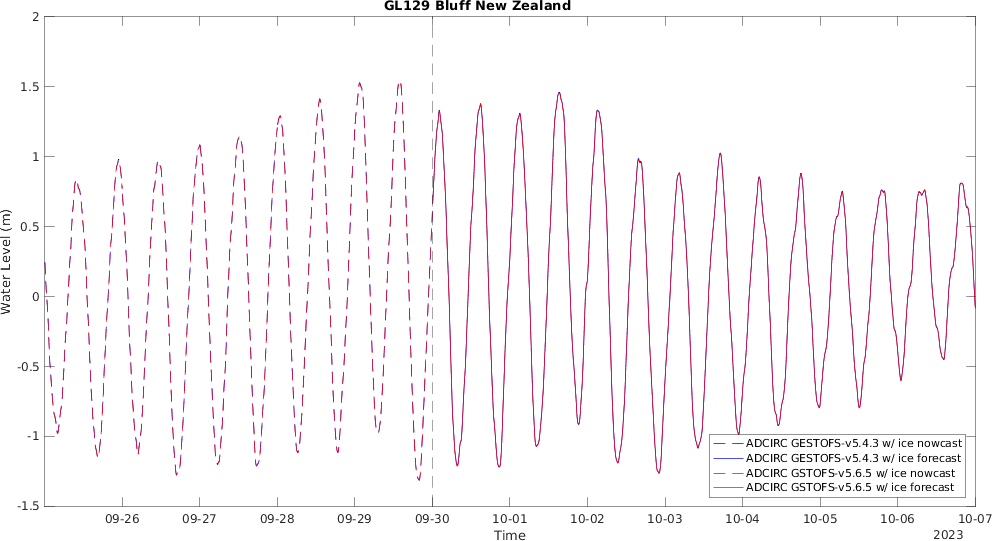 GL129 Bluff New Zealand
2
1.5
1
0.5
0
-0.5
-1
-1.5
Water Level (m)
ADCIRC GESTOFS-v5.4.3 w/ ice nowcast
ADCIRC GESTOFS-v5.4.3 w/ ice forecast
ADCIRC GSTOFS-v5.6.5 w/ ice nowcast
ADCIRC GSTOFS-v5.6.5 w/ ice forecast
09-26 09-27 09-28 09-29 09-30 10-01 10-02 10-03 10-04 10-05 10-06 10-07
Time
2023